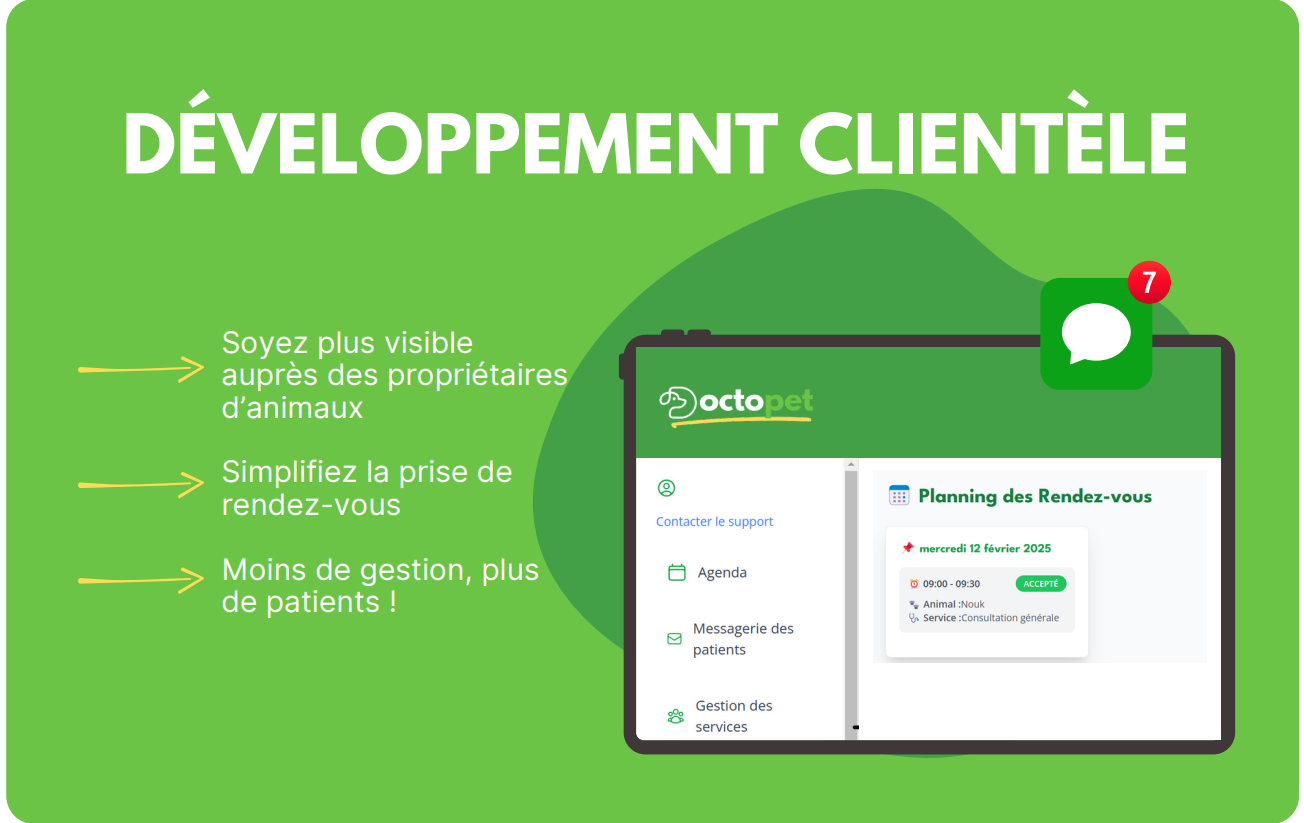 DÉVELOPPEMENT CLIENTÈLE
Soyez plus visible
auprès des propriétaires
d’animaux
Simplifiez la prise de
rendez-vous
Moins de gestion, plus
de patients !
7
Doctopet
Contacter le support
Agenda
Messagerie des
patients
Gestion des
services
Planning des Rendez-vous
mercredi 12 février 2025
09:00 - 09:30 ACCEPTÉ
Animal :Nouk
Service :Consultation générale